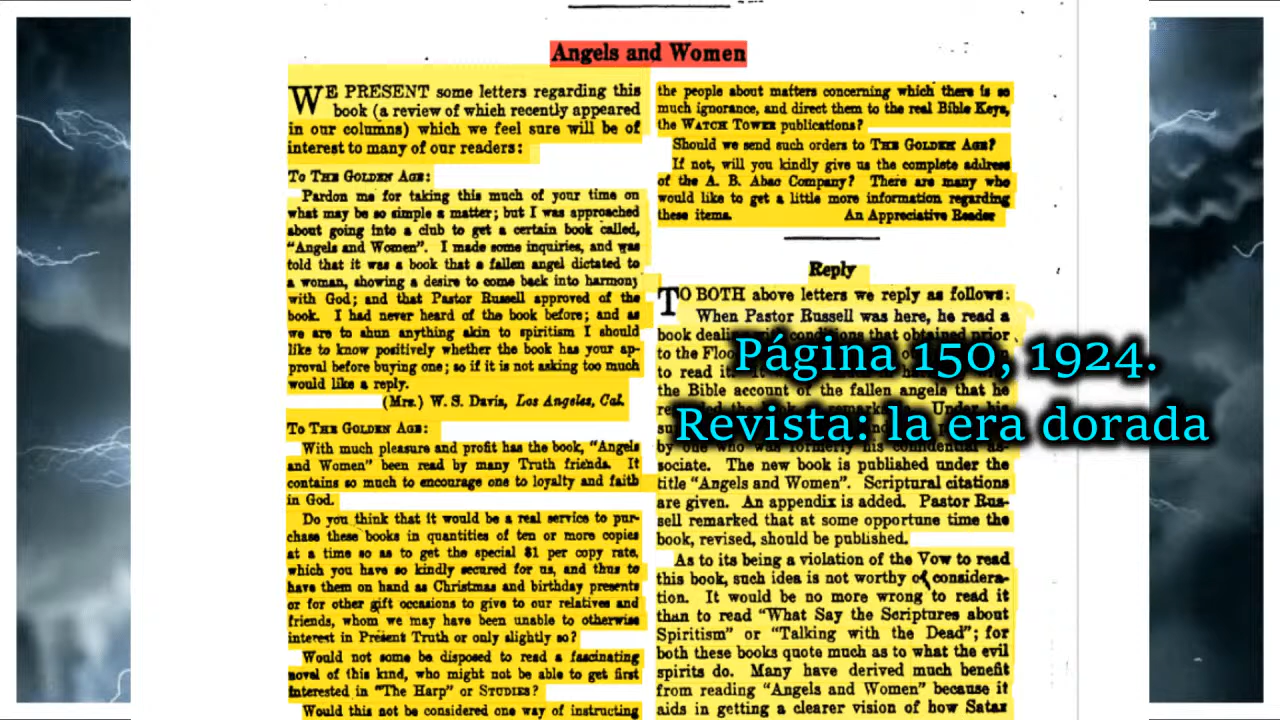 Angels and Women
WE PRESENT some letters regarding this
book (a review of which recently appeared
in our columns) which we feel sure will be of
interest to many of our readers:
To THE GOLDEN AGE:
Pardon me for taking this much of your time on
what may be so simple a matter; but I was approached
about going into a club to get a certain book called,
"Angels and Women". I made some inquiries, and was
told that it was a book that a fallen angel dictated to
a woman, showing a desire to come back into harmony
with God; and that Pastor Russell approved of the
book. I had never heard of the book before; and as
we are to shun anything akin to spiritism I should
like to know positively whether the book has your ap-
proval before buying one; so if it is not asking too much
would like a reply.
(Mrs.) W. S. Davis, Los Angeles, Cal.
To THE GOLDEN AGE:
With much pleasure and profit has the book, "Angels
and Women" been read by many Truth friends. It
contains so much to encourage one to loyalty and faith
in God.
Do you think that it would be a real service to pur-
chase these books in quantities of ten or more copies
at a time so as to get the special $1 per copy rate,
which you have so kindly secured for us, and thus to
have them on hand as Christmas and birthday presents
or for other gift occasions to give to our relatives and
friends, whom we may have been unable to otherwise
interest in Present Truth or only slightly so?
Would not some be disposed to read a fascinating
novel of this kind, who might not be able to get first
interested in "The Harp" or STUDIES?
Would this not be considered one way of instructing
the people about matters concerning which there is so
much ignorance, and direct them to the real Bible Keys,
the WATCH TOWER publications?
Should we send such orders to THE GOLDEN AGE?
If not, will you kindly give us the complete address
of the A. B. Abac Company? There are many who
would like to get a little more information regarding
these items. An Appreciative Reader
Reply
TO BOTH above letters we reply as follows:
When Pastor Russell was here, he read a
book conditions that obtained prior
to the
to read
the Bible account of the fallen angels that he
Página 150, 1924.
Revista: la era dorada
by one who was formerly his confidential as-
sociate. The new book is published under the
title "Angels and Women". Scriptural citations
are given. An appendix is added. Pastor Rus-
sell remarked that at some opportune time the
book, revised, should be published.
As to its being a violation of the Vow to read
this book, such idea is not worthy of considera-
tion. It would be no more wrong to read it
than to read "What Say the Scriptures about
Spiritism" or "Talking with the Dead"; for
both these books quote much as to what the evil
spirits do. Many have derived much benefit
from reading "Angels and Women" because it
aids in getting a clearer vision of how Satan